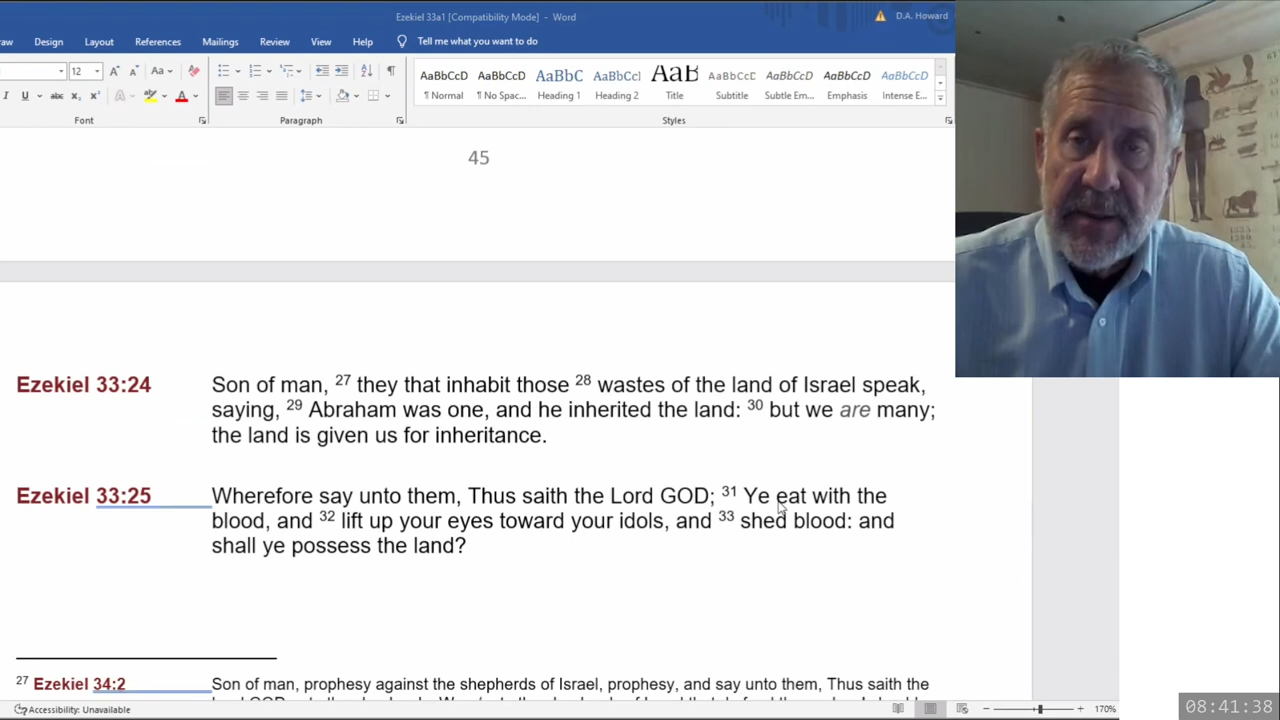 Ezekiel 33a1 [Compatibility Mode] - Word
D.A. Howard
aw Design Layout References Mailings Review View Help Tell me what you want to do
12 A A Aa
AaBbCcD AaBbCcD AaBbC AaBbCcI AaB AaBbCcC AaBbCcD AaBbCcD AaBbCcD
I U abc X₂ X² A A
¶ Normal ¶ No Spac... Heading 1 Heading 2 Title Subtitle Subtle Em... Emphasis Intense E...
Font Paragraph Styles
45
Ezekiel 33:24 Son of man, 27 they that inhabit those 28 wastes of the land of Israel speak,
saying, 29 Abraham was one, and he inherited the land: 30 but we are many;
the land is given us for inheritance.
Ezekiel 33:25 Wherefore say unto them, Thus saith the Lord GOD; 31 Ye eat with the
blood, and 32 lift up your eyes toward your idols, and 33 shed blood: and
shall ye possess the land?
27 Ezekiel 34:2 Son of man, prophesy against the shepherds of Israel, prophesy, and say unto them, Thus saith the
Accessibility: Unavailable
170%
08:41:38